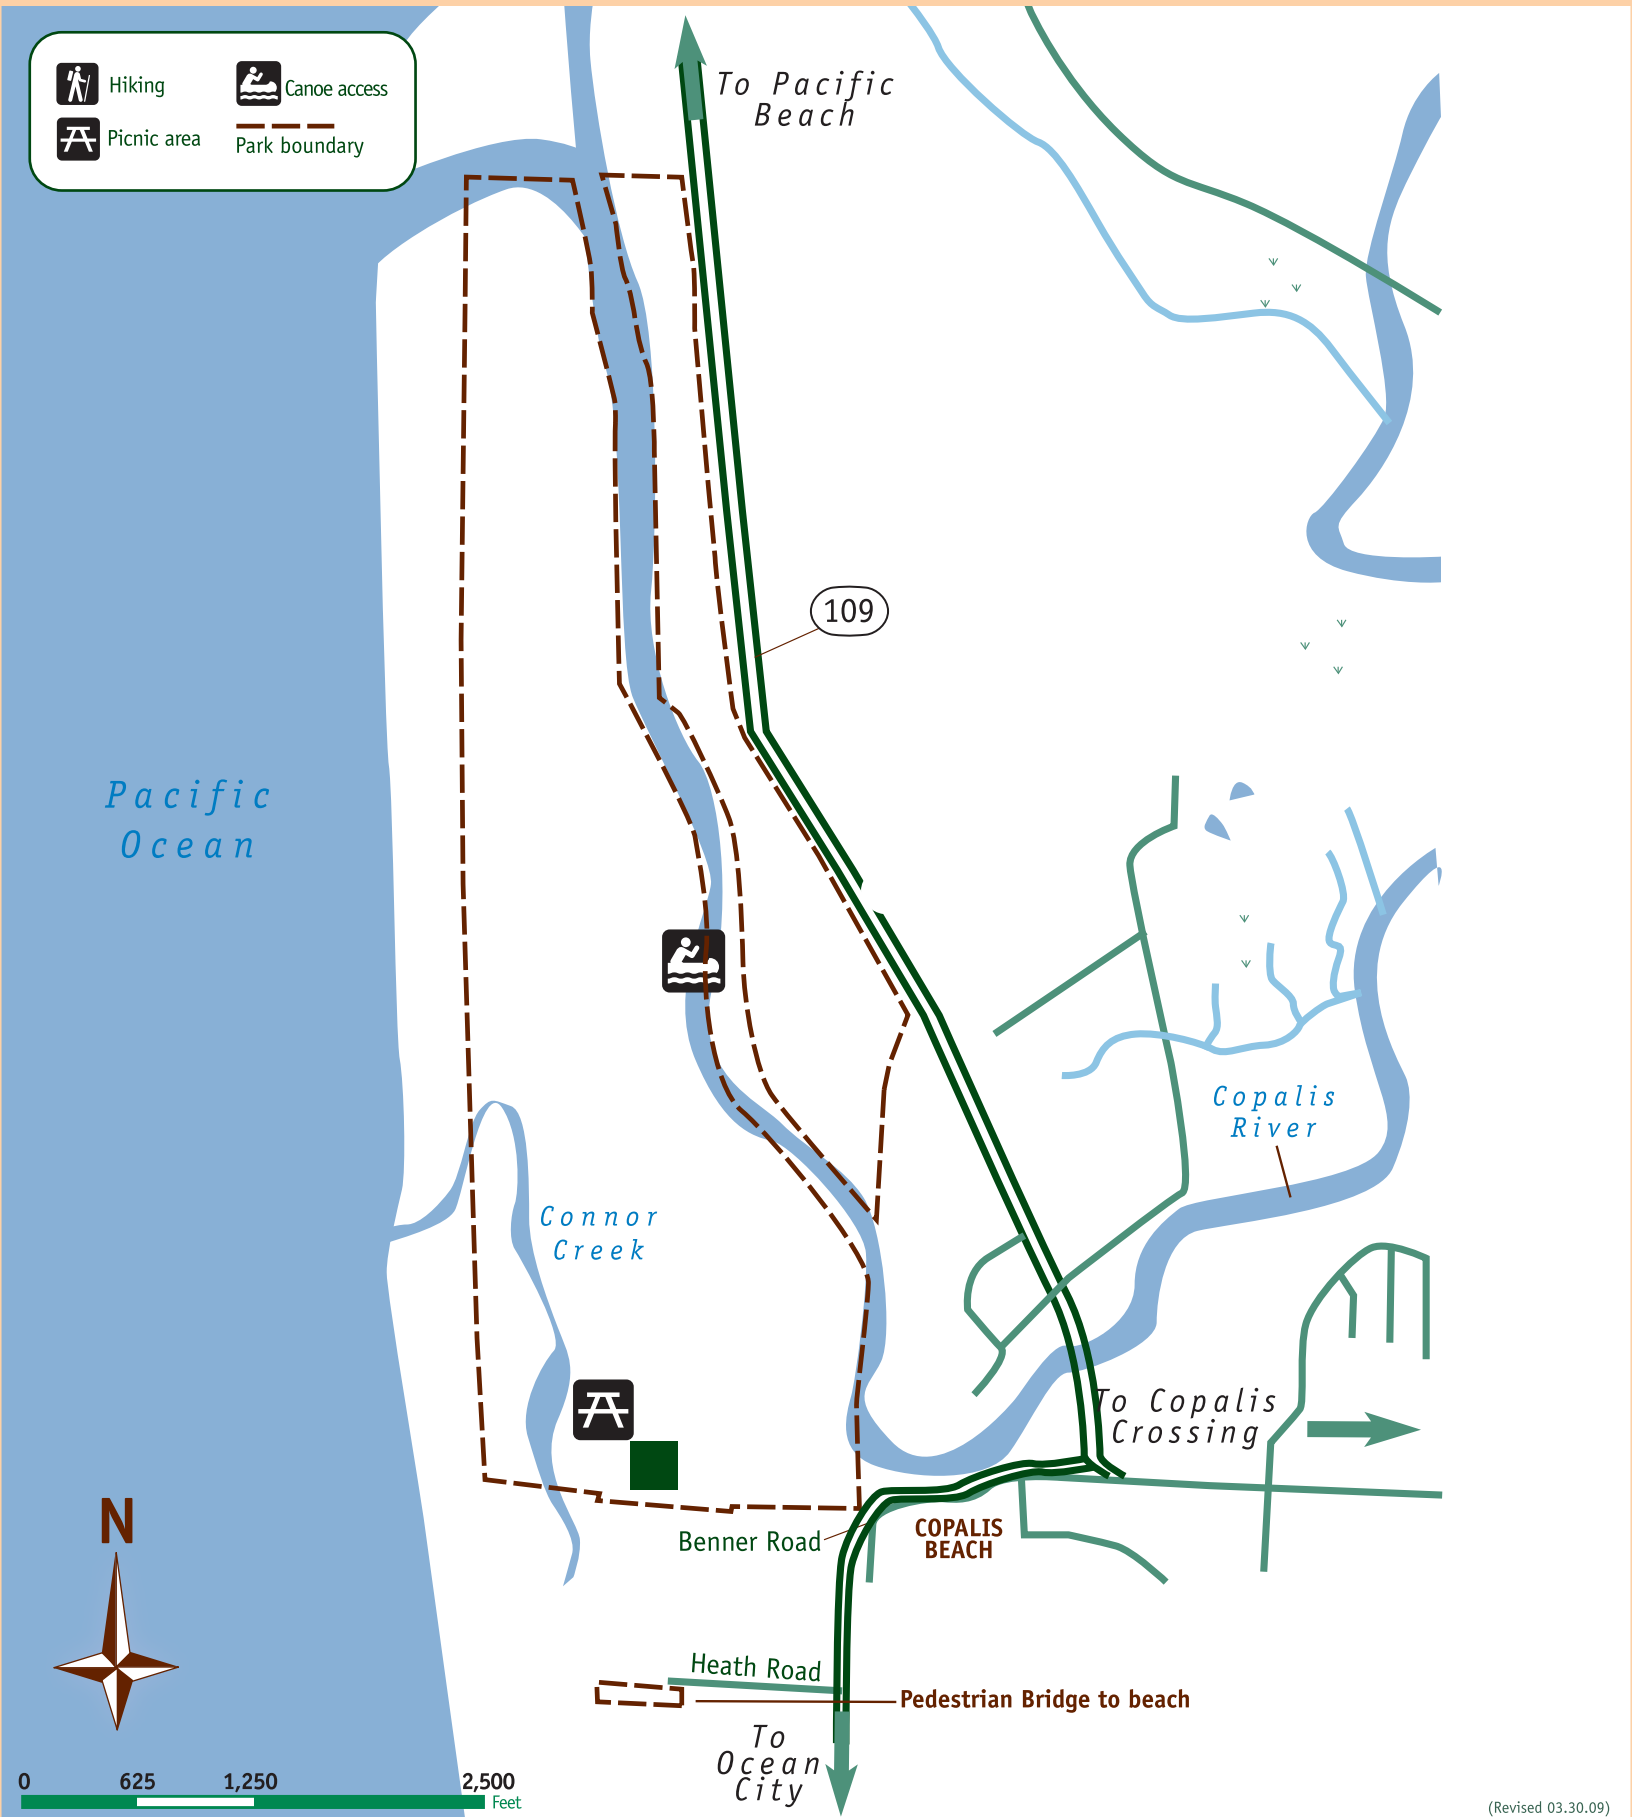 Hiking
Canoe access
Picnic area
Park boundary
To Pacific
Beach
109
Pacific
Ocean
Copalis
River
Connor
Creek
To Copalis
Crossing
N
COPALIS
BEACH
Benner Road
Heath Road
Pedestrian Bridge to beach
To
Ocean
City
0 625 1,250 2,500
Feet
(Revised 03.30.09)